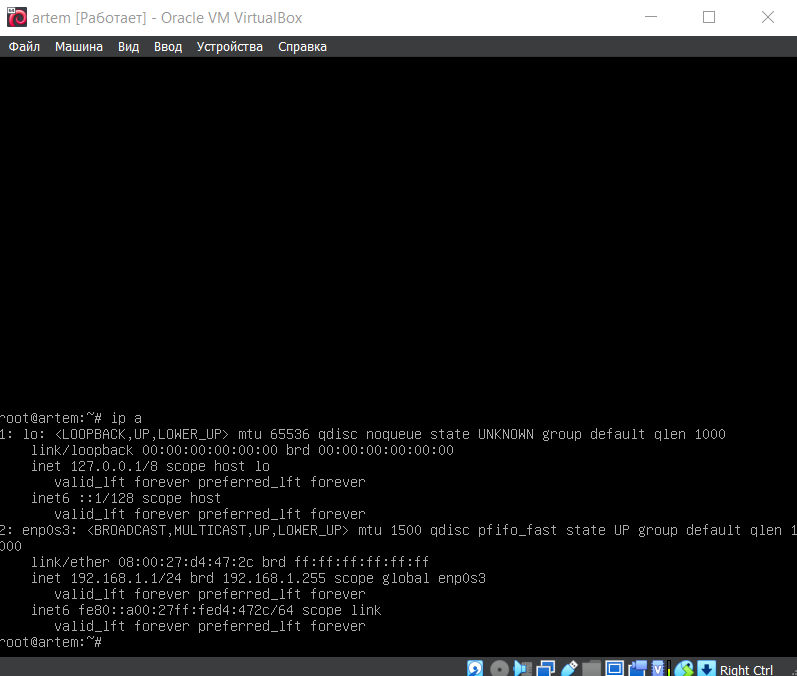 artem [Работает] - Oracle VM VirtualBox
Файл Машина Вид Ввод Устройства Справка
root@artem:~# ip a
1: lo: <LOOPBACK,UP,LOWER_UP> mtu 65536 qdisc noqueue state UNKNOWN group default qlen 1000
    link/loopback 00:00:00:00:00:00 brd 00:00:00:00:00:00
    inet 127.0.0.1/8 scope host lo
       valid_lft forever preferred_lft forever
    inet6 ::1/128 scope host
       valid_lft forever preferred_lft forever
2: enp0s3: <BROADCAST,MULTICAST,UP,LOWER_UP> mtu 1500 qdisc pfifo_fast state UP group default qlen 1
000
    link/ether 08:00:27:d4:47:2c brd ff:ff:ff:ff:ff:ff
    inet 192.168.1.1/24 brd 192.168.1.255 scope global enp0s3
       valid_lft forever preferred_lft forever
    inet6 fe80::a00:27ff:fed4:472c/64 scope link
       valid_lft forever preferred_lft forever
root@artem:~#
Right Ctrl